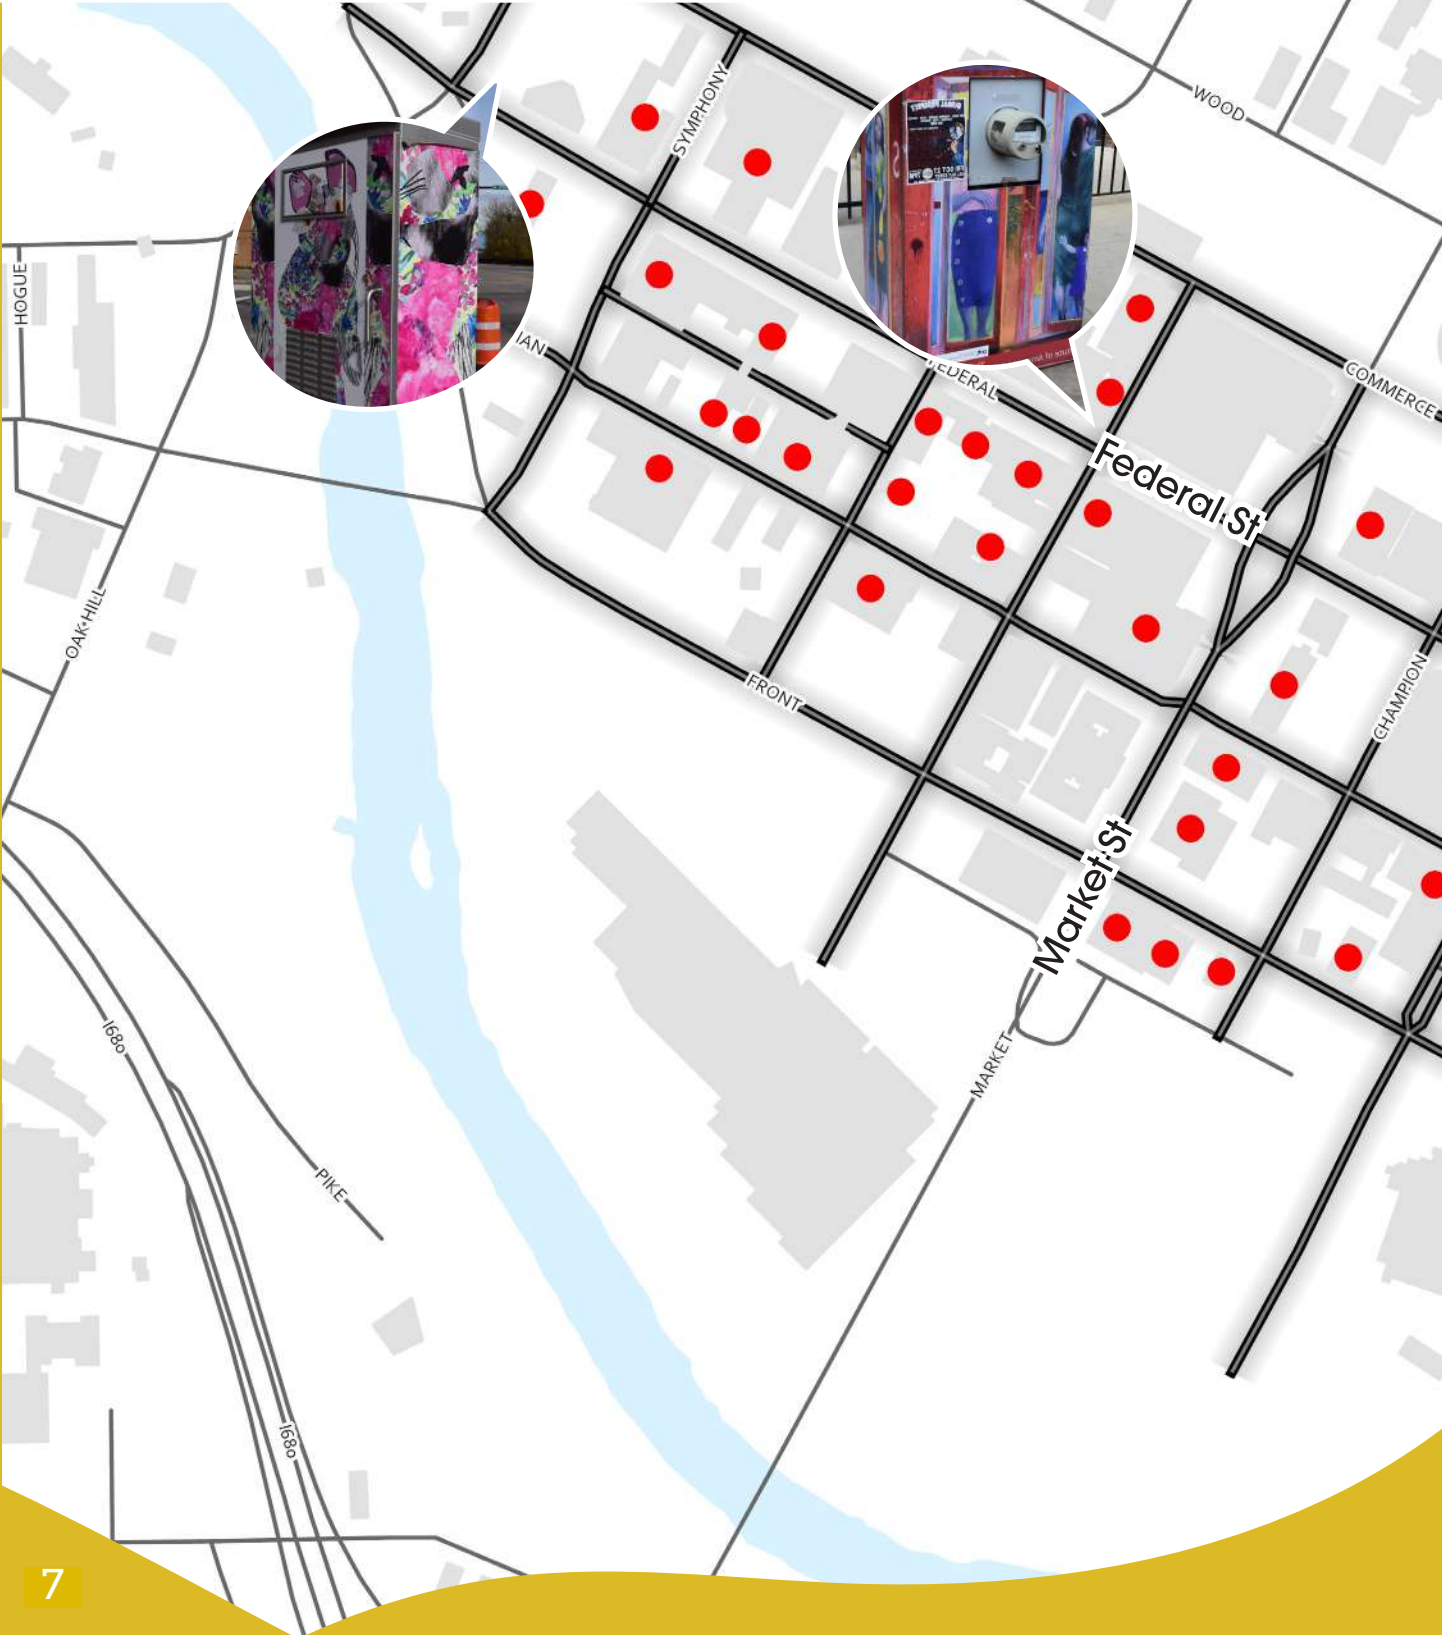 WOOD
SYMPHONY
HOGUE
IAN
FEDERAL
COMMERCE
Federal St
OAK HILL
CHAMPION
FRONT
Market St
I680
MARKET
PIKE
I680
7